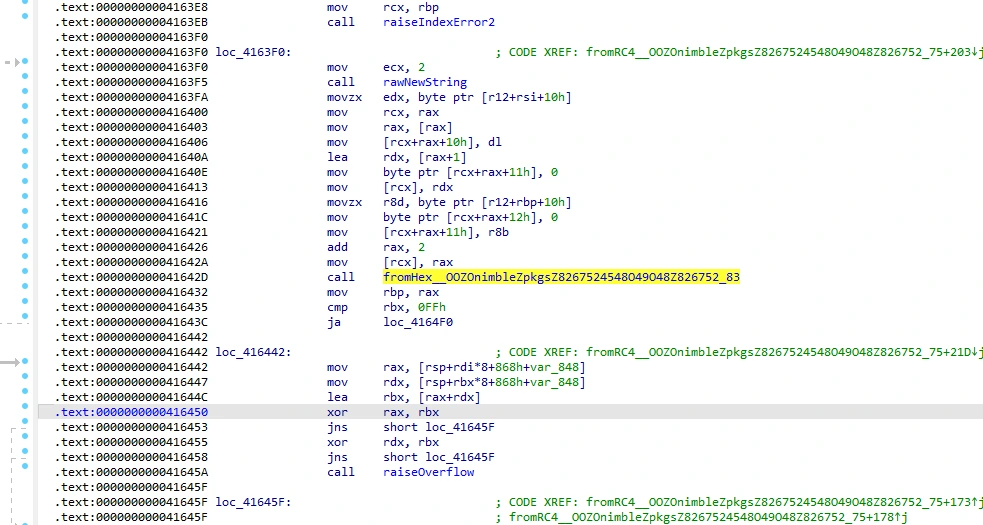 .text:00000000004163E8 mov rcx, rbp
.text:00000000004163EB call raiseIndexError2
.text:00000000004163F0
.text:00000000004163F0 loc_4163F0: ; CODE XREF: fromRC4__OOZOnimbleZpkgsZ8267524548O49O48Z826752_75+203↓j
.text:00000000004163F0 mov ecx, 2
.text:00000000004163F5 call rawNewString
.text:00000000004163FA movzx edx, byte ptr [r12+rsi+10h]
.text:0000000000416400 mov rcx, rax
.text:0000000000416403 mov rax, [rax]
.text:0000000000416406 mov [rcx+rax+10h], dl
.text:000000000041640A lea rdx, [rax+1]
.text:000000000041640E mov byte ptr [rcx+rax+11h], 0
.text:0000000000416413 mov [rcx], rdx
.text:0000000000416416 movzx r8d, byte ptr [r12+rbp+10h]
.text:000000000041641C mov byte ptr [rcx+rax+12h], 0
.text:0000000000416421 mov [rcx+rax+11h], r8b
.text:0000000000416426 add rax, 2
.text:000000000041642A mov [rcx], rax
.text:000000000041642D call fromHex__OOZOnimbleZpkgsZ8267524548O49O48Z826752_83
.text:0000000000416432 mov rbp, rax
.text:0000000000416435 cmp rbx, 0FFh
.text:000000000041643C ja loc_4164F0
.text:0000000000416442
.text:0000000000416442 loc_416442: ; CODE XREF: fromRC4__OOZOnimbleZpkgsZ8267524548O49O48Z826752_75+21D↓j
.text:0000000000416442 mov rax, [rsp+rdi*8+868h+var_848]
.text:0000000000416447 mov rdx, [rsp+rbx*8+868h+var_848]
.text:000000000041644C lea rbx, [rax+rdx]
.text:0000000000416450 xor rax, rbx
.text:0000000000416453 jns short loc_41645F
.text:0000000000416455 xor rdx, rbx
.text:0000000000416458 jns short loc_41645F
.text:000000000041645A call raiseOverflow
.text:000000000041645F
.text:000000000041645F loc_41645F: ; CODE XREF: fromRC4__OOZOnimbleZpkgsZ8267524548O49O48Z826752_75+173↑j
.text:000000000041645F ; fromRC4__OOZOnimbleZpkgsZ8267524548O49O48Z826752_75+178↑j